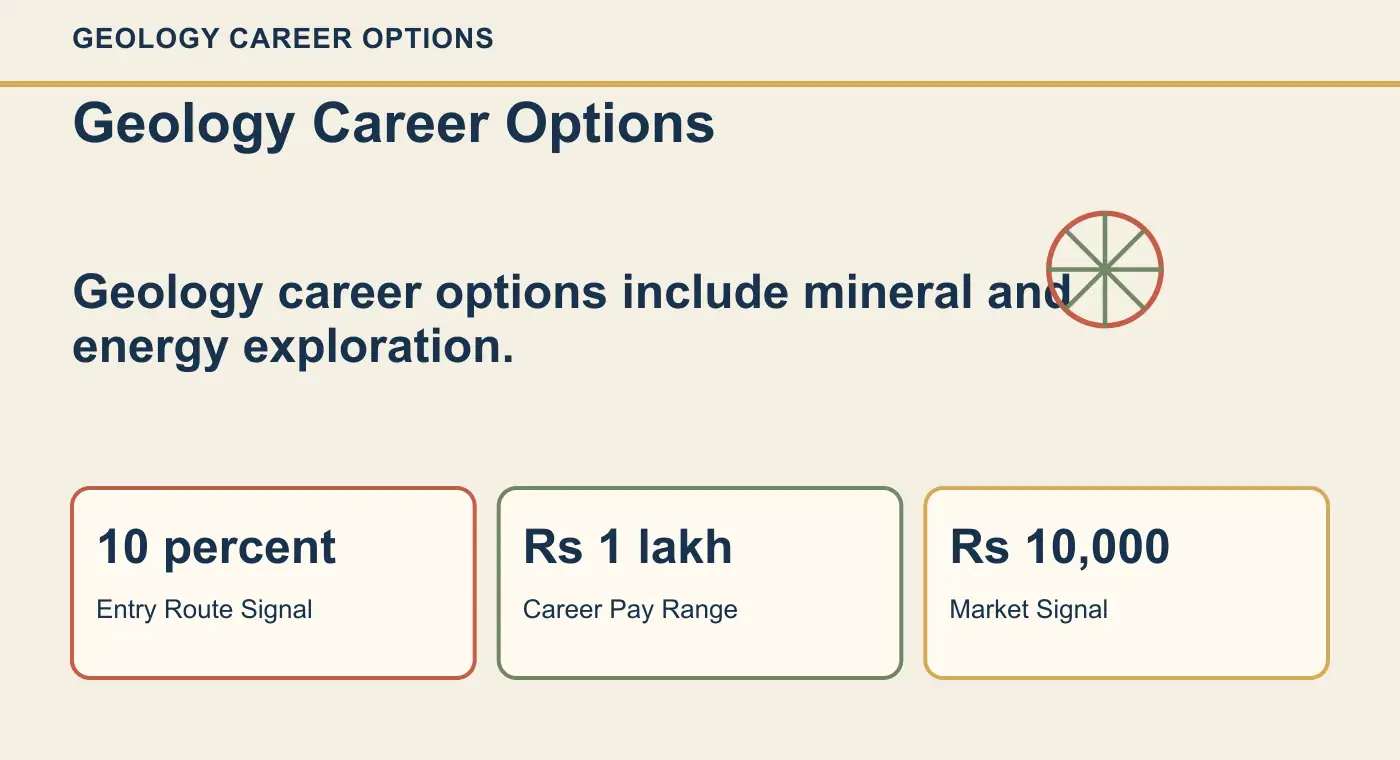 GEOLOGY CAREER OPTIONS
Geology Career Options
Geology career options include mineral and
energy exploration.
10 percent
Entry Route Signal
Rs 1 lakh
Career Pay Range
Rs 10,000
Market Signal